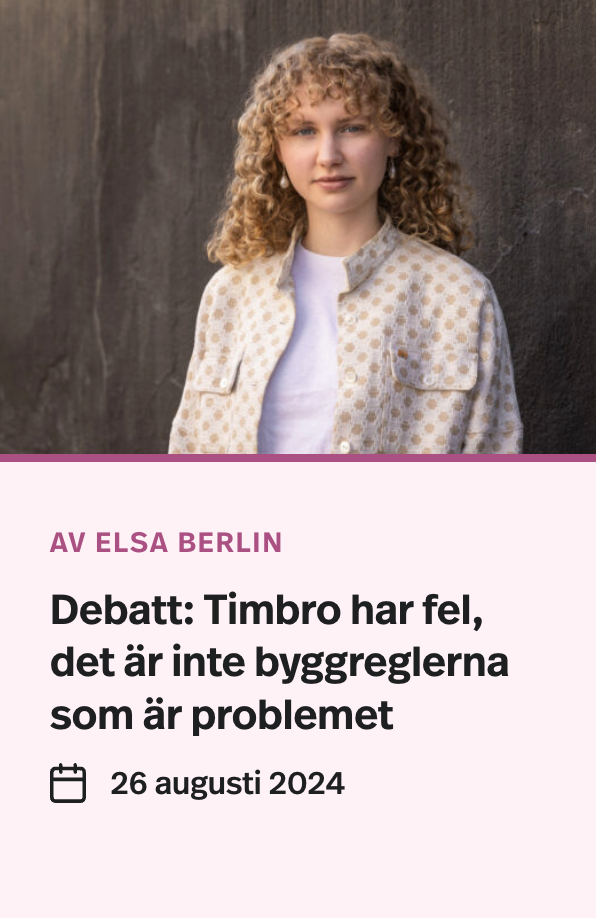 AV ELSA BERLIN
Debatt: Timbro har fel,
det är inte byggreglerna
som är problemet
26 augusti 2024